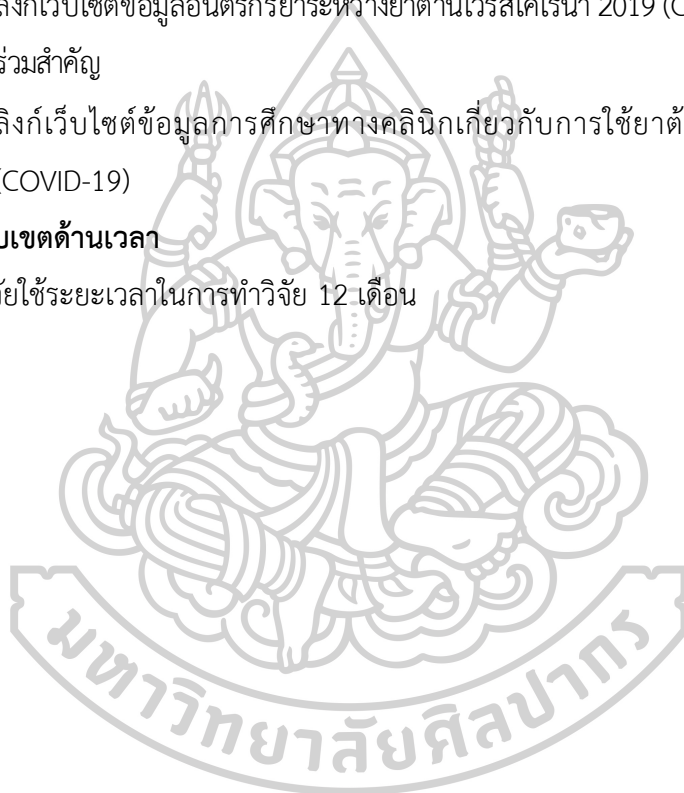 ลิงก์เว็บไซต์ข้อมูลอันตรกิริยาระหว่างยาต้านไวรัสโคโรนา 2019
ร่วมสำคัญ
ลิงก์เว็บไซต์ข้อมูลการศึกษาทางคลินิกเกี่ยวกับการใช้ยาต้
(COVID-19)
บเขตด้านเวลา
ัยใช้ระยะเวลาในการทำวิจัย 12 เดือน
มหาวิทยาลัยศิลปากร